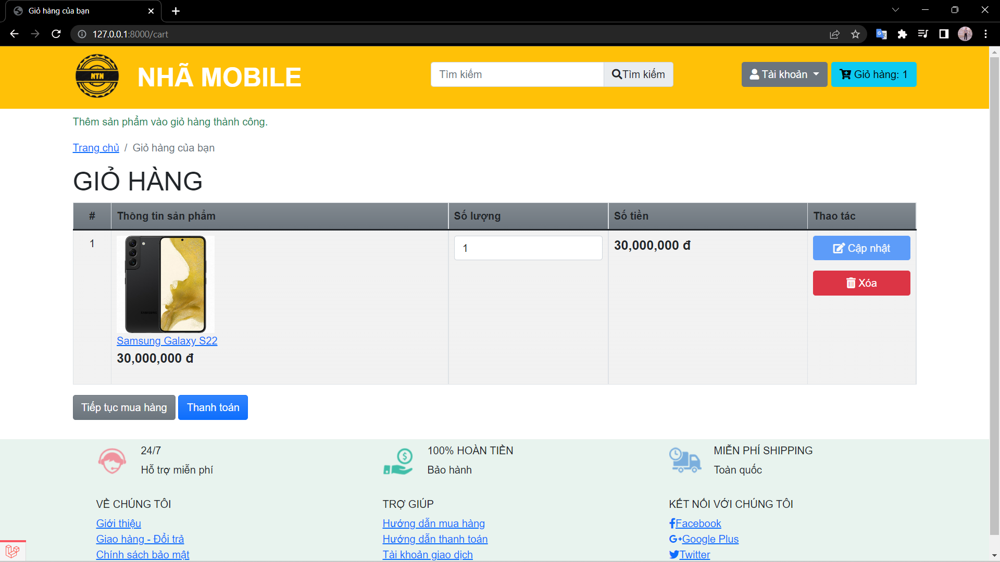 Giỏ hàng của bạn
127.0.0.1:8000/cart
NTN
NHÃ MOBILE
Tìm kiếm
Tìm kiếm
Tài khoản
Giỏ hàng: 1
Thêm sản phẩm vào giỏ hàng thành công.
Trang chủ / Giỏ hàng của bạn
GIỎ HÀNG
# Thông tin sản phẩm Số lượng Số tiền Thao tác
1
1
30,000,000 đ
Cập nhật
Xóa
SAMSUNG
Samsung Galaxy S22
30,000,000 đ
Tiếp tục mua hàng
Thanh toán
24/7
Hỗ trợ miễn phí
100% HOÀN TIỀN
Bảo hành
MIỄN PHÍ SHIPPING
Toàn quốc
VỀ CHÚNG TÔI
Giới thiệu
Giao hàng - Đổi trả
Chính sách bảo mật
TRỢ GIÚP
Hướng dẫn mua hàng
Hướng dẫn thanh toán
Tài khoản giao dịch
KẾT NỐI VỚI CHÚNG TÔI
Facebook
Google Plus
Twitter